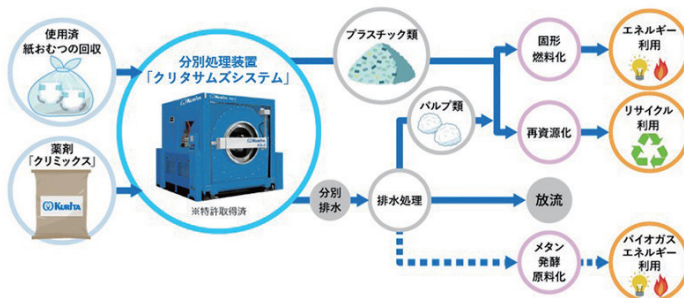 使用済
紙おむつの回収
薬剤
「クリミックス」
KURITA
分別処理装置
「クリタサムズシステム」
KURITA
※特許取得済
プラスチック類
パルプ類
分別
排水
排水処理
固形
燃料化
再資源化
放流
メタン
発酵
原料化
エネルギー
利用
リサイクル
利用
バイオガス
エネルギー
利用